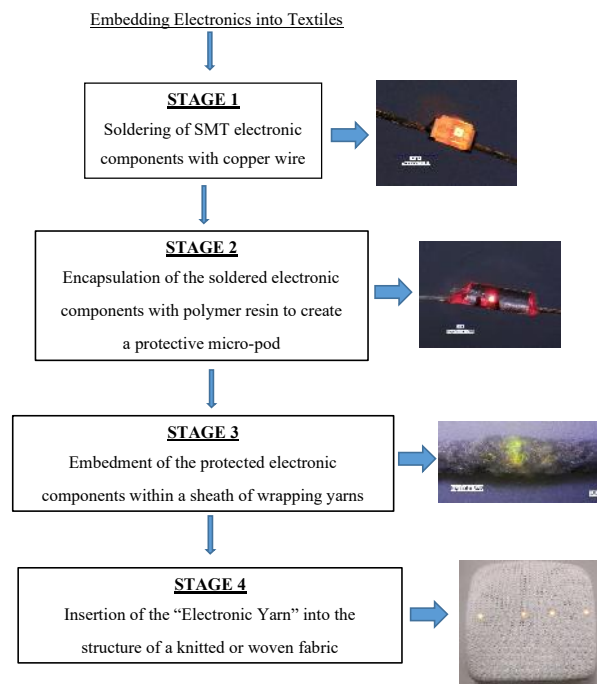 Embedding Electronics into Textiles
STAGE 1
Soldering of SMT electronic
components with copper wire
STAGE 2
Encapsulation of the soldered electronic
components with polymer resin to create
a protective micro-pod
STAGE 3
Embedment of the protected electronic
components within a sheath of wrapping yarns
STAGE 4
Insertion of the “Electronic Yarn” into the
structure of a knitted or woven fabric